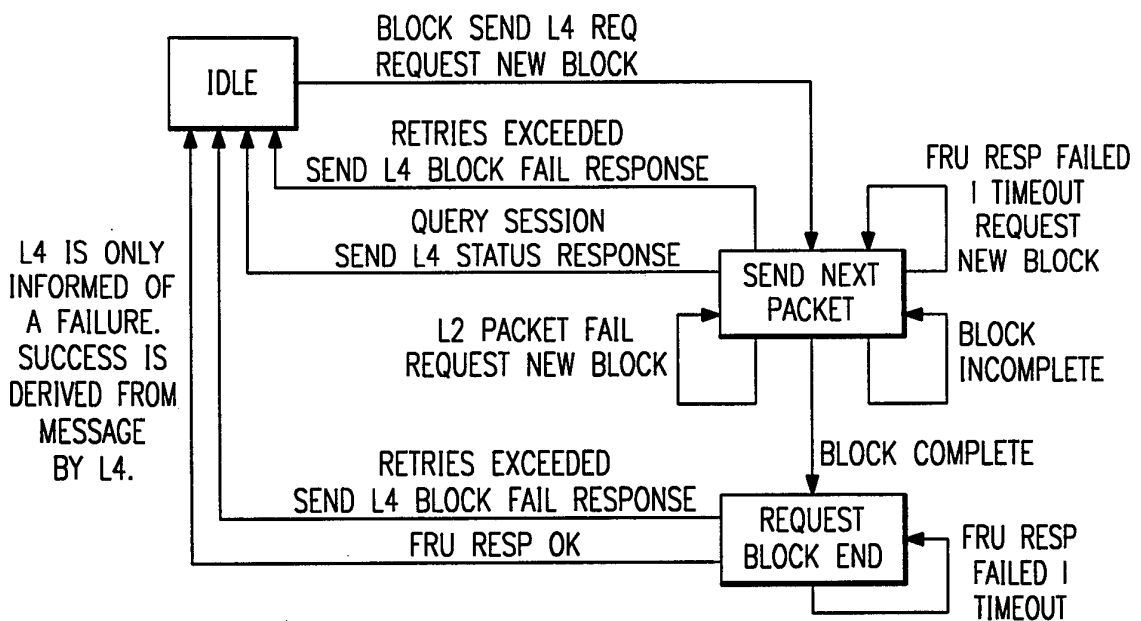 BLOCK SEND L4 REQ
REQUEST NEW BLOCK
IDLE
RETRIES EXCEEDED
SEND L4 BLOCK FAIL RESPONSE
FRU RESP FAILED
I TIMEOUT
REQUEST
NEW BLOCK
QUERY SESSION
SEND L4 STATUS RESPONSE
L4 IS ONLY
INFORMED OF
A FAILURE.
SUCCESS IS
DERIVED FROM
MESSAGE
BY L4.
SEND NEXT
PACKET
L2 PACKET FAIL
REQUEST NEW BLOCK
BLOCK
INCOMPLETE
BLOCK COMPLETE
RETRIES EXCEEDED
SEND L4 BLOCK FAIL RESPONSE
FRU RESP OK
REQUEST
BLOCK END
FRU RESP
FAILED I
TIMEOUT